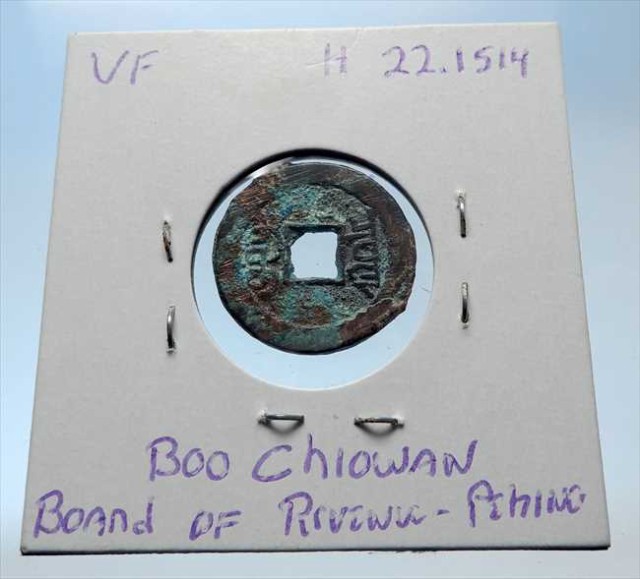 VF H 22.1514
BOO ChIOWAN
BOARD OF REVENUE - PEKING